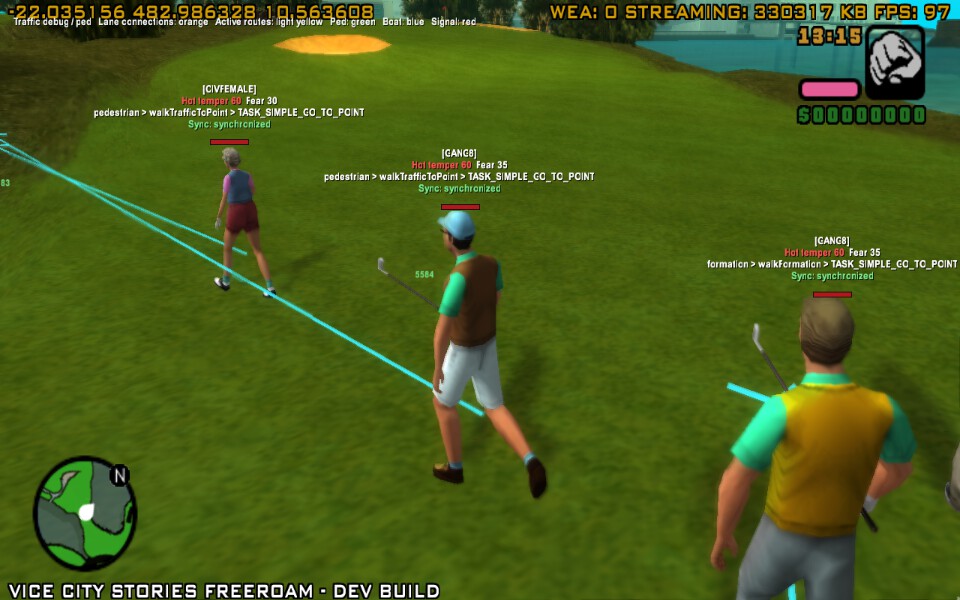 -22.035156 482.986328 10.563608
WEA: 0 STREAMING: 330317 KB FPS: 97
Traffic debug / ped Lane connections: orange Active routes: light yellow Ped: green Boat: blue Signal: red
13:15
$00000000
[CIVFEMALE]
Hot temper 60 Fear 30
pedestrian > walkTrafficToPoint > TASK_SIMPLE_GO_TO_POINT
Sync: synchronized
[GANG8]
Hot temper 60 Fear 35
pedestrian > walkTrafficToPoint > TASK_SIMPLE_GO_TO_POINT
Sync: synchronized
83
[GANG8]
Hot temper 60 Fear 35
formation > walkFormation > TASK_SIMPLE_GO_TO_POINT
Sync: synchronized
5584
N
VICE CITY STORIES FREEROAM - DEV BUILD